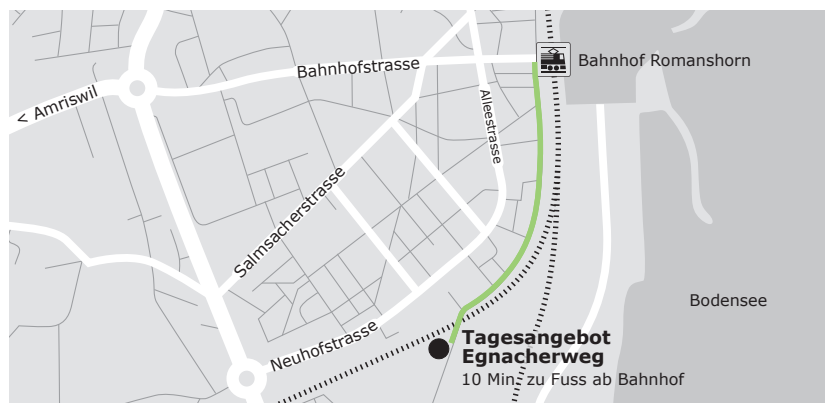 Bahnhof Romanshorn
Bahnhofstrasse
< Amriswil
Alleestrasse
Salmsacherstrasse
Bodensee
Neuhofstrasse
Tagesangebot
Egnacherweg
10 Min. zu Fuss ab Bahnhof